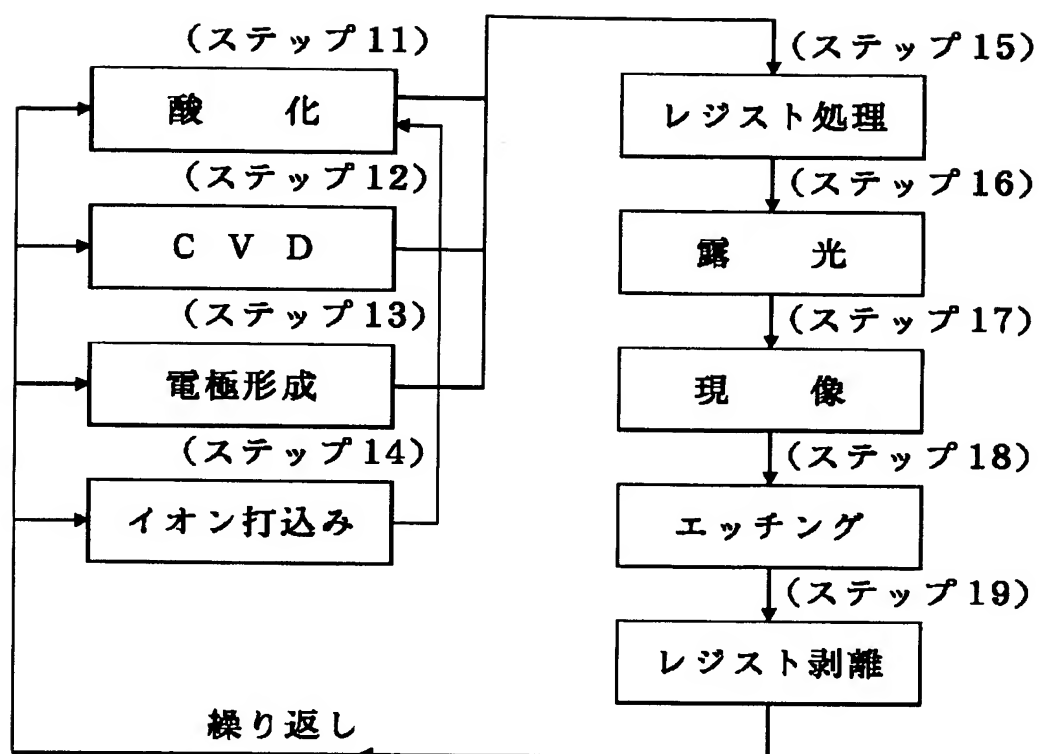 (ステップ11)
酸化
(ステップ12)
CVD
(ステップ13)
電極形成
(ステップ14)
イオン打込み
(ステップ15)
レジスト処理
(ステップ16)
露光
(ステップ17)
現像
(ステップ18)
エッチング
(ステップ19)
レジスト剥離
繰り返し